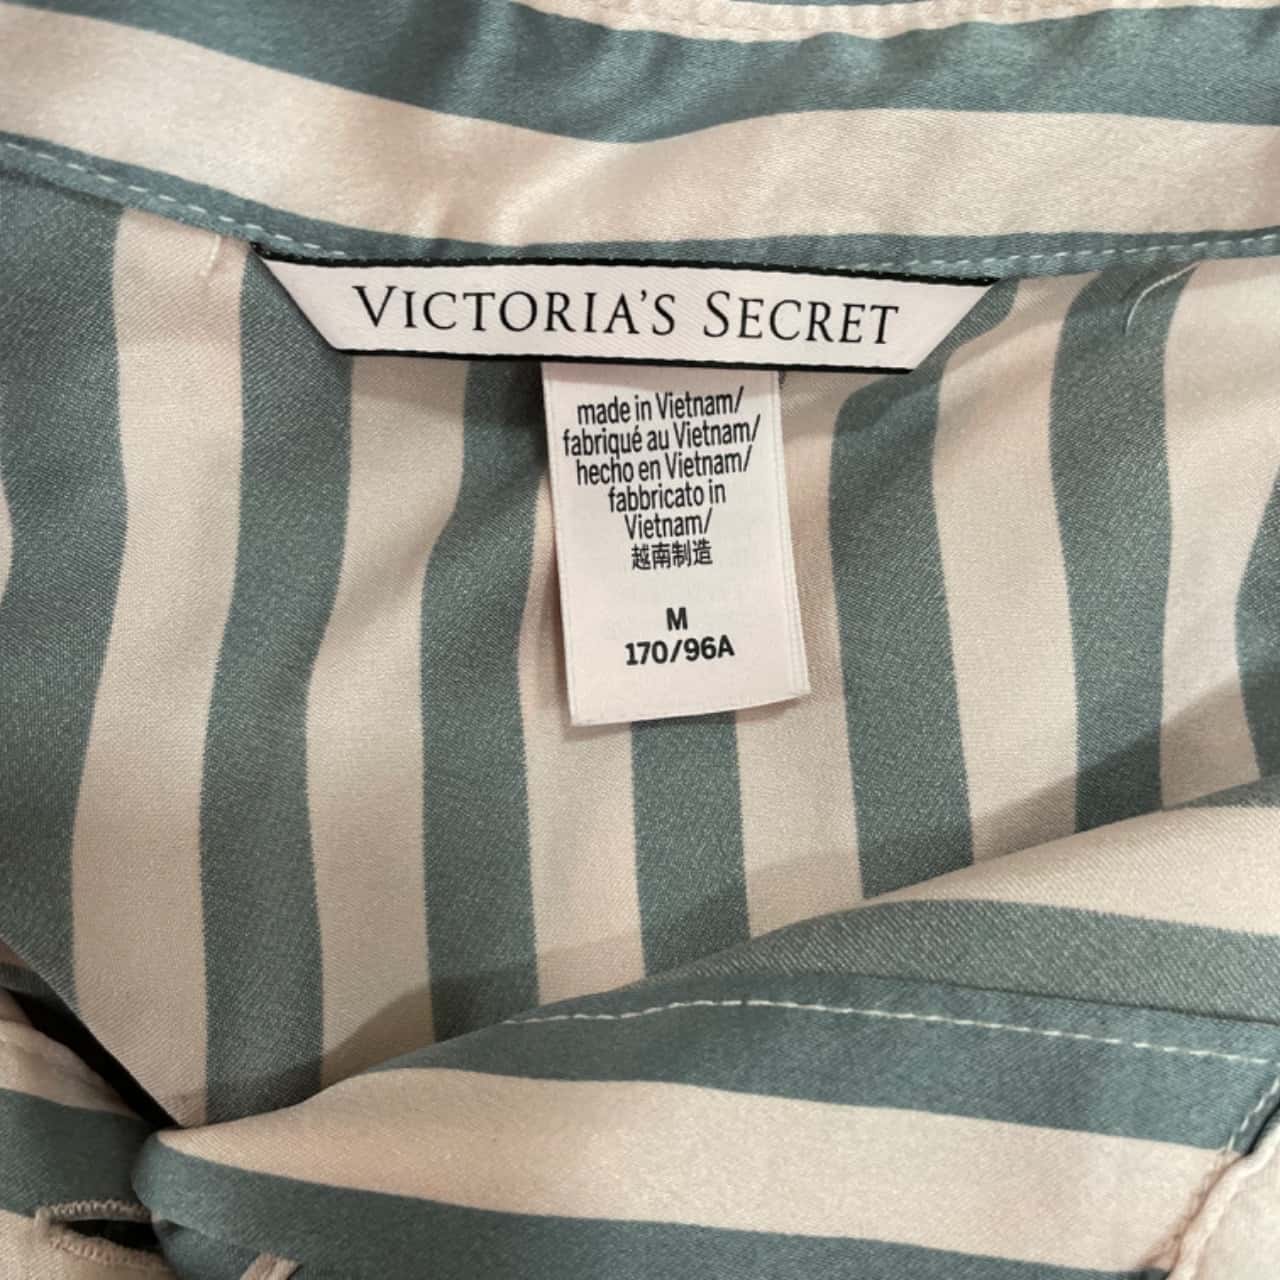 VICTORIA'S SECRET
made in Vietnam/
fabriqué au Vietnam/
hecho en Vietnam/
fabbricato in
Vietnam/
越南制造
M
170/96A